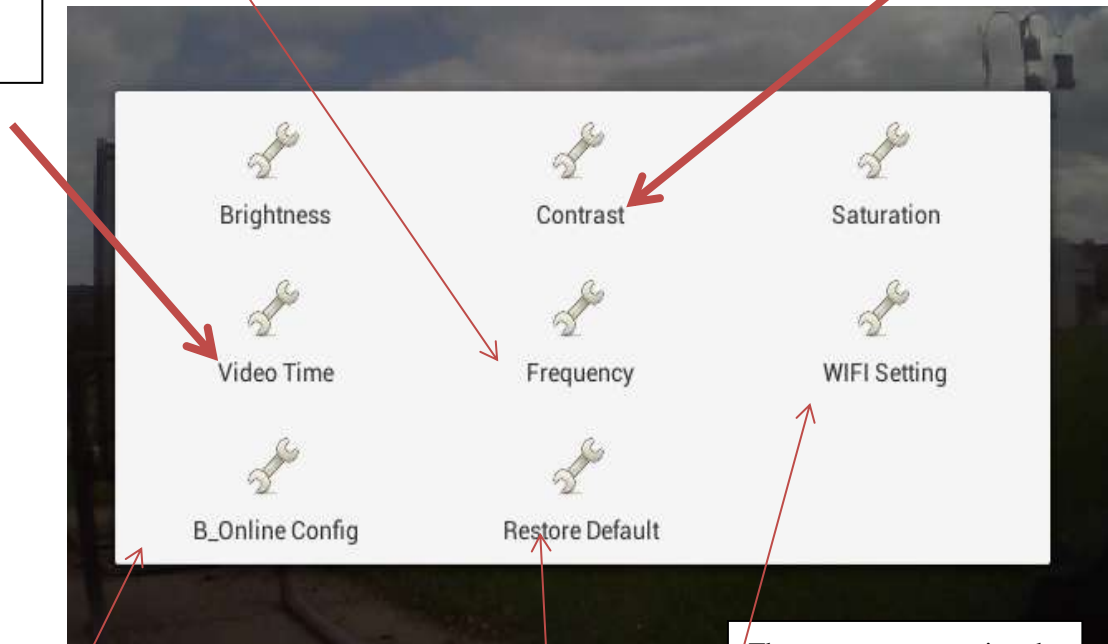 Brightness
Contrast
Saturation
Video Time
Frequency
WIFI Setting
B_Online Config
Restore Default